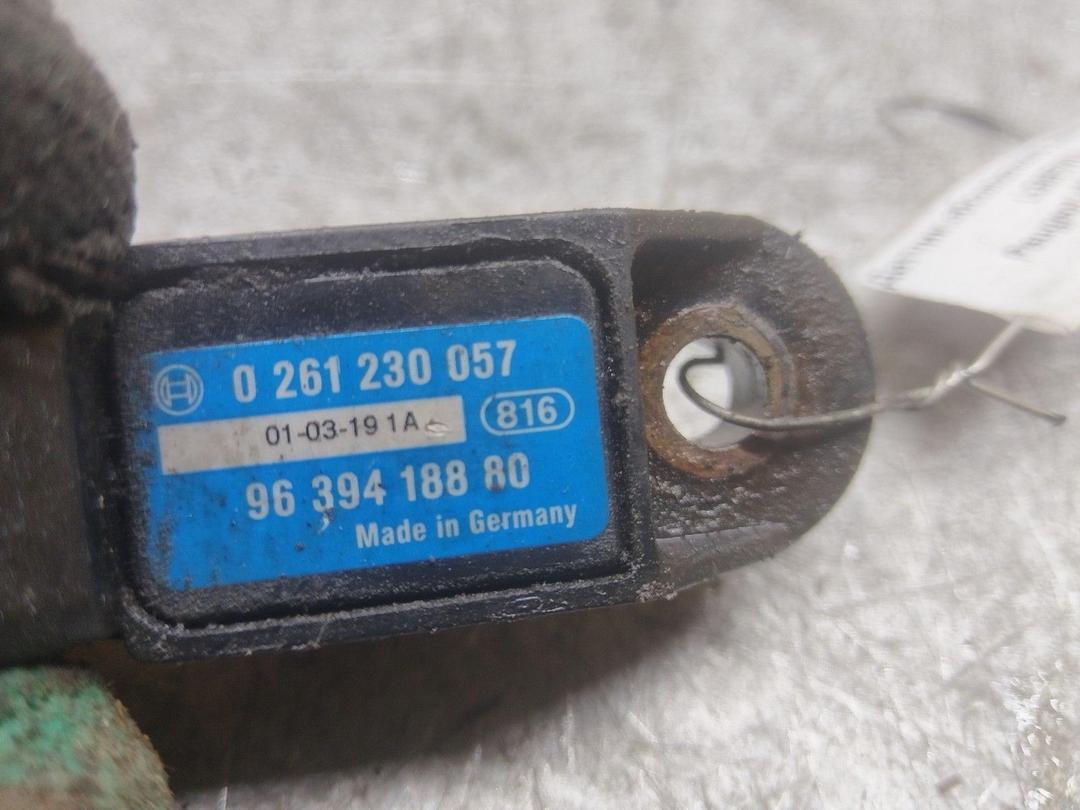 0 261 230 057
01-03-19 1A
816
96 394 188 80
Made in Germany